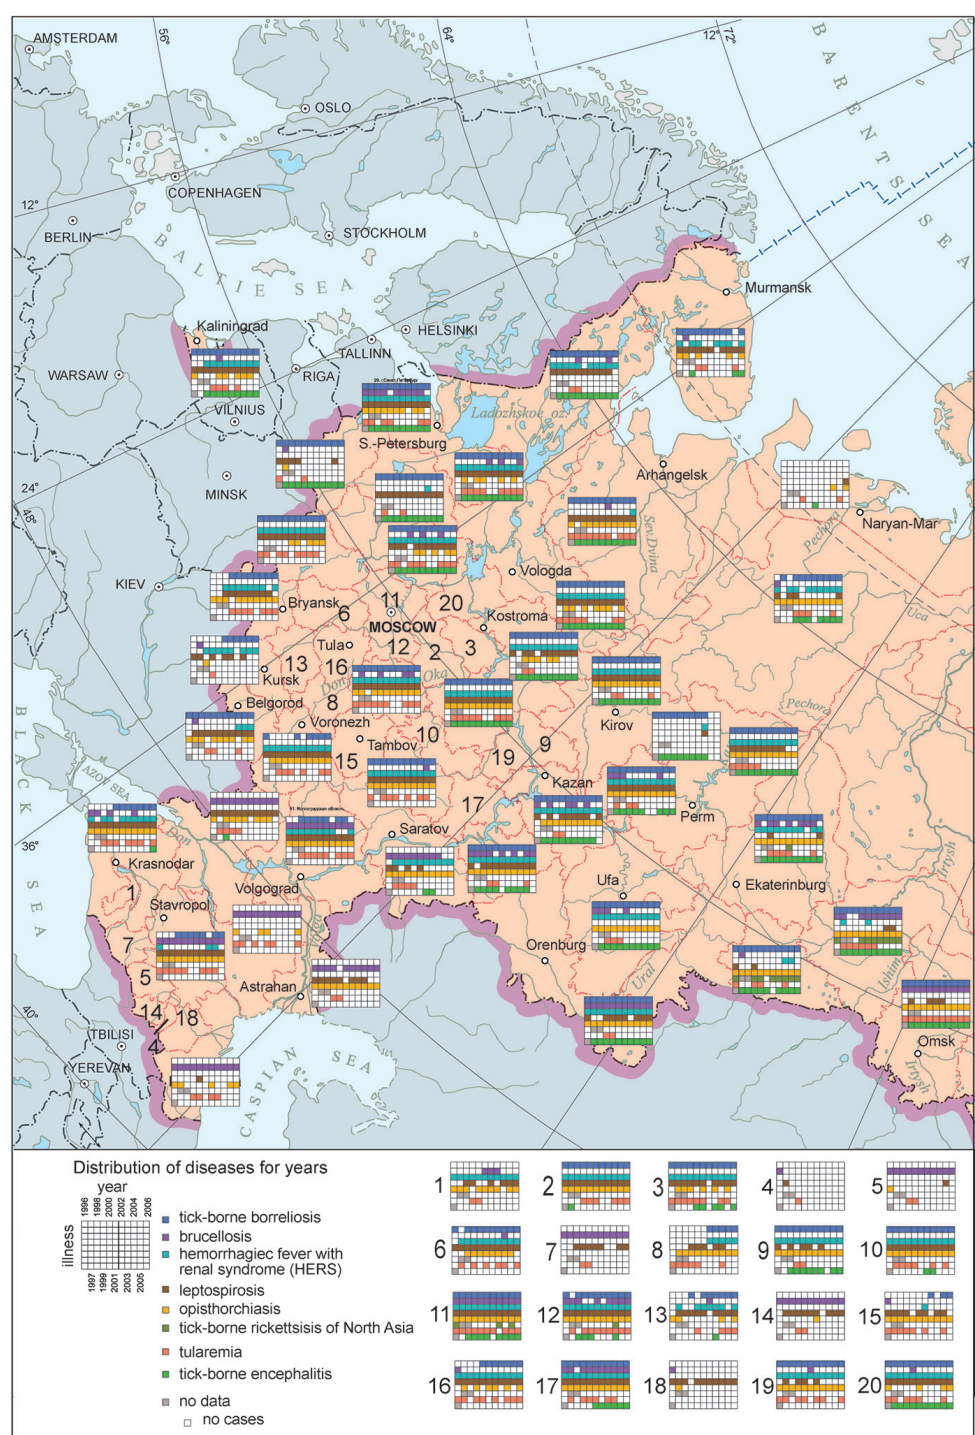 AMSTERDAM
56°
64°
12°
72°
BARENTS SEA
OSLO
COPENHAGEN
12°
BERLIN
STOCKHOLM
BALTIE SEA
Murmansk
HELSINKI
Kaliningrad
TALLINN
WARSAW
RIGA
VILNIUS
Ladozhskoe oz.
S.-Petersburg
24°
48°
MINSK
Arhangelsk
Naryan-Mar
Pechora
Sev.Dvina
KIEV
Vologda
Bryansk
6
11
20
Kostroma
MOSCOW
Uca
Tula
12
2
3
13
16
Kursk
Don
Oka
8
Belgorod
Voronezh
Kirov
Pechora
Tambov
10
9
15
19
BLACK SEA
AZOV SEA
Kazan
17
Perm
Don
Saratov
36°
Krasnodar
Irtysh
Volgograd
Ufa
Ekaterinburg
1
Stavropol
Volga
7
Orenburg
5
Ural
Ishim
Astrahan
40°
14
18
TBILISI
4
Omsk
YEREVAN
CASPIAN SEA
Irtysh
Distribution of diseases for years
year
1996 1998 2000 2002 2004 2006
illness
1997 1999 2001 2003 2005
tick-borne borreliosis
brucellosis
hemorrhagiec fever with
renal syndrome (HERS)
leptospirosis
opisthorchiasis
tick-borne rickettsisis of North Asia
tularemia
tick-borne encephalitis
no data
no cases
1 2 3 4 5
6 7 8 9 10
11 12 13 14 15
16 17 18 19 20